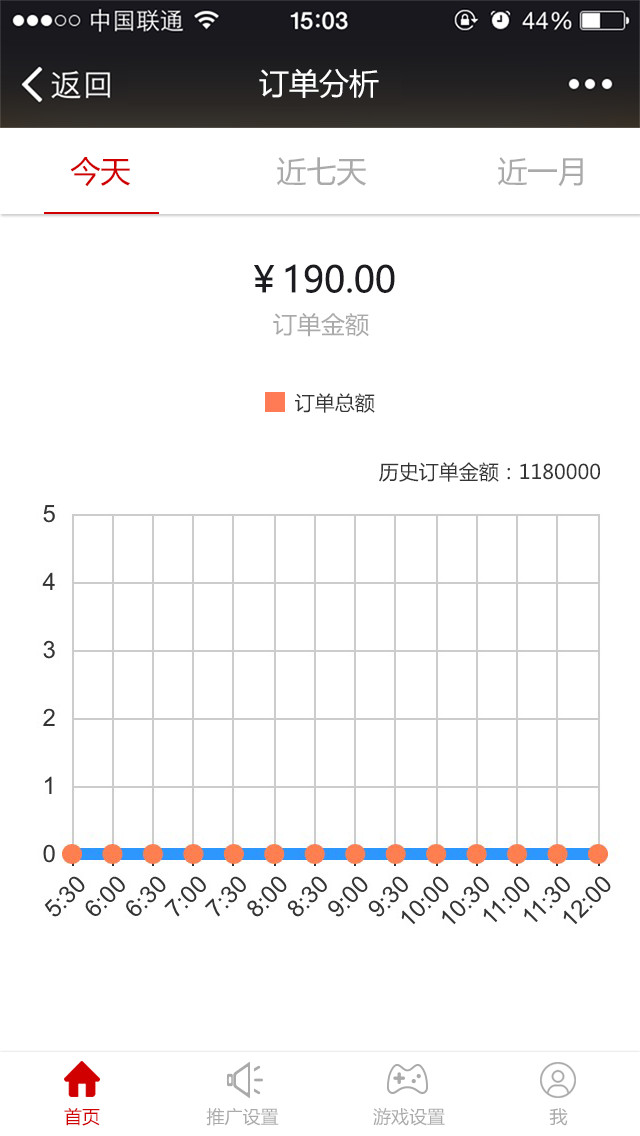 中国联通 15:03 44%
返回 订单分析
今天 近七天 近一月
¥ 190.00
订单金额
订单总额
历史订单金额：1180000
5
4
3
2
1
0
5:30 6:00 6:30 7:00 7:30 8:00 8:30 9:00 9:30 10:00 10:30 11:00 11:30 12:00
首页 推广设置 游戏设置 我